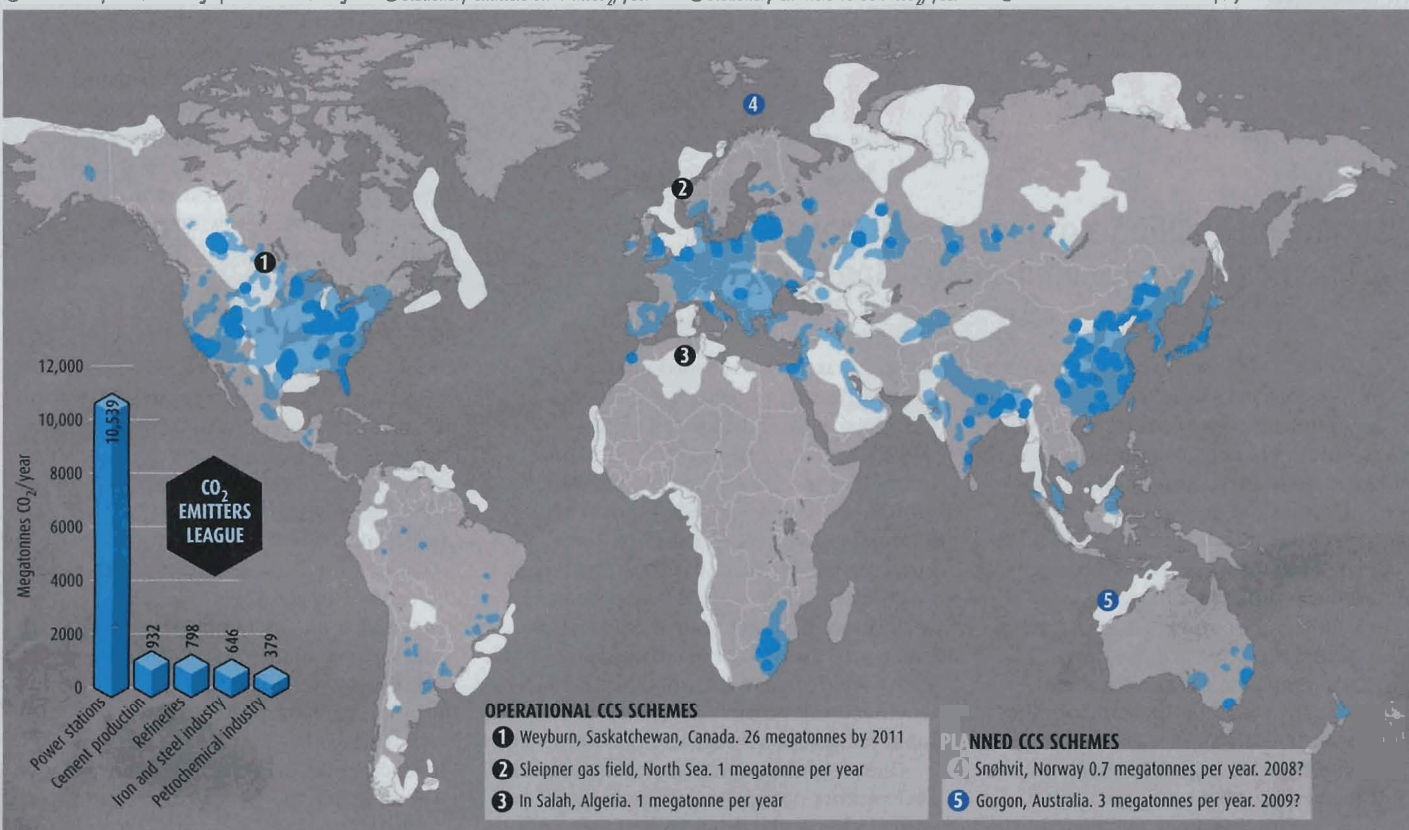 4
2
1
3
5
12,000
10,000
8000
6000
4000
2000
0
Megatonnes CO₂/year
10,539
932
798
646
379
CO₂
EMITTERS
LEAGUE
Power stations
Cement production
Refineries
Iron and steel industry
Petrochemical industry
OPERATIONAL CCS SCHEMES
1 Weyburn, Saskatchewan, Canada. 26 megatonnes by 2011
2 Sleipner gas field, North Sea. 1 megatonne per year
3 In Salah, Algeria. 1 megatonne per year
PLANNED CCS SCHEMES
4 Snøhvit, Norway 0.7 megatonnes per year. 2008?
5 Gorgon, Australia. 3 megatonnes per year. 2009?